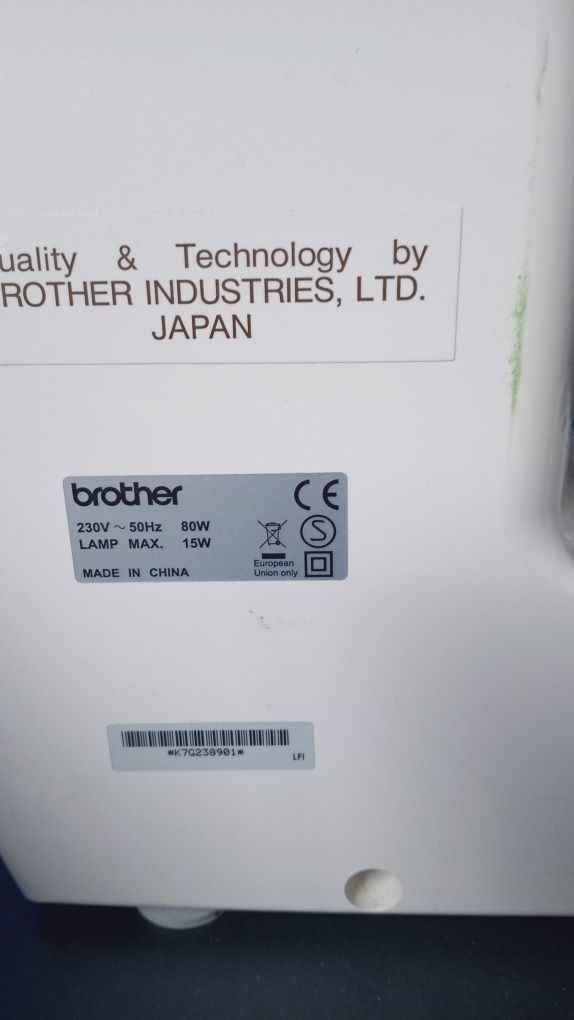 uality & Technology by
ROTHER INDUSTRIES, LTD.
JAPAN
brother CE
230V ~ 50Hz 80W
LAMP MAX. 15W
S
European
Union only
MADE IN CHINA
*K7G238901*
LFI